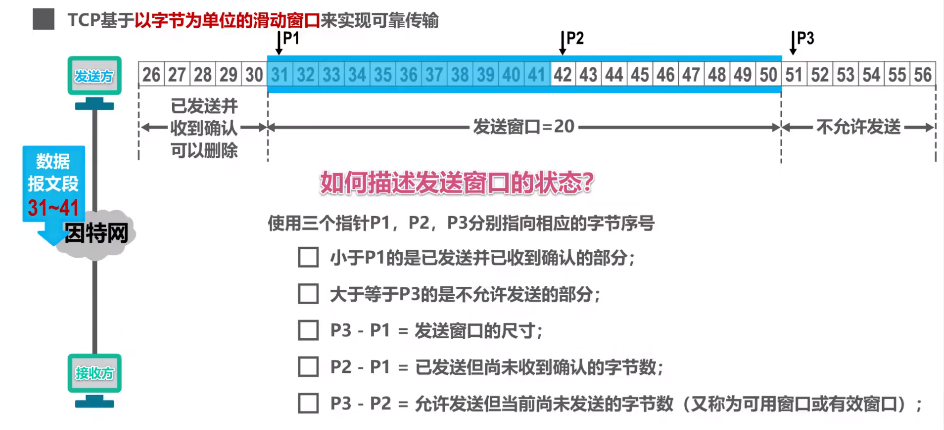 TCP基于以字节为单位的滑动窗口来实现可靠传输
P1 P2 P3
发送方
26 27 28 29 30 31 32 33 34 35 36 37 38 39 40 41 42 43 44 45 46 47 48 49 50 51 52 53 54 55 56
已发送并
收到确认
可以删除
发送窗口=20
不允许发送
数据
报文段
31~41
因特网
如何描述发送窗口的状态？
使用三个指针P1，P2，P3分别指向相应的字节序号
小于P1的是已发送并已收到确认的部分；
大于等于P3的是不允许发送的部分；
P3 - P1 = 发送窗口的尺寸；
P2 - P1 = 已发送但尚未收到确认的字节数；
接收方
P3 - P2 = 允许发送但当前尚未发送的字节数（又称为可用窗口或有效窗口）；